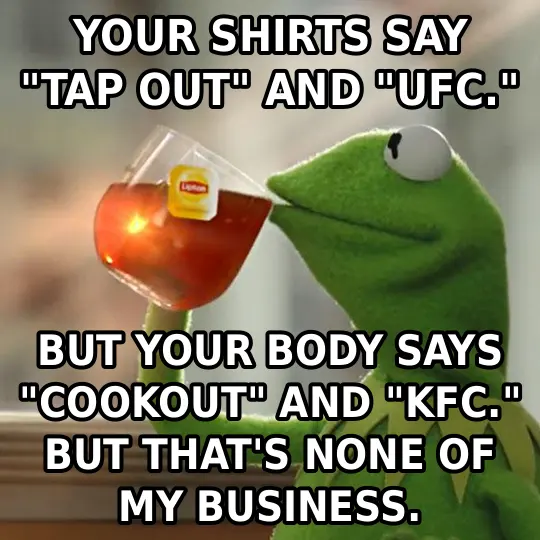 YOUR SHIRTS SAY
"TAP OUT" AND "UFC."
Lipton
BUT YOUR BODY SAYS
"COOKOUT" AND "KFC."
BUT THAT'S NONE OF
MY BUSINESS.